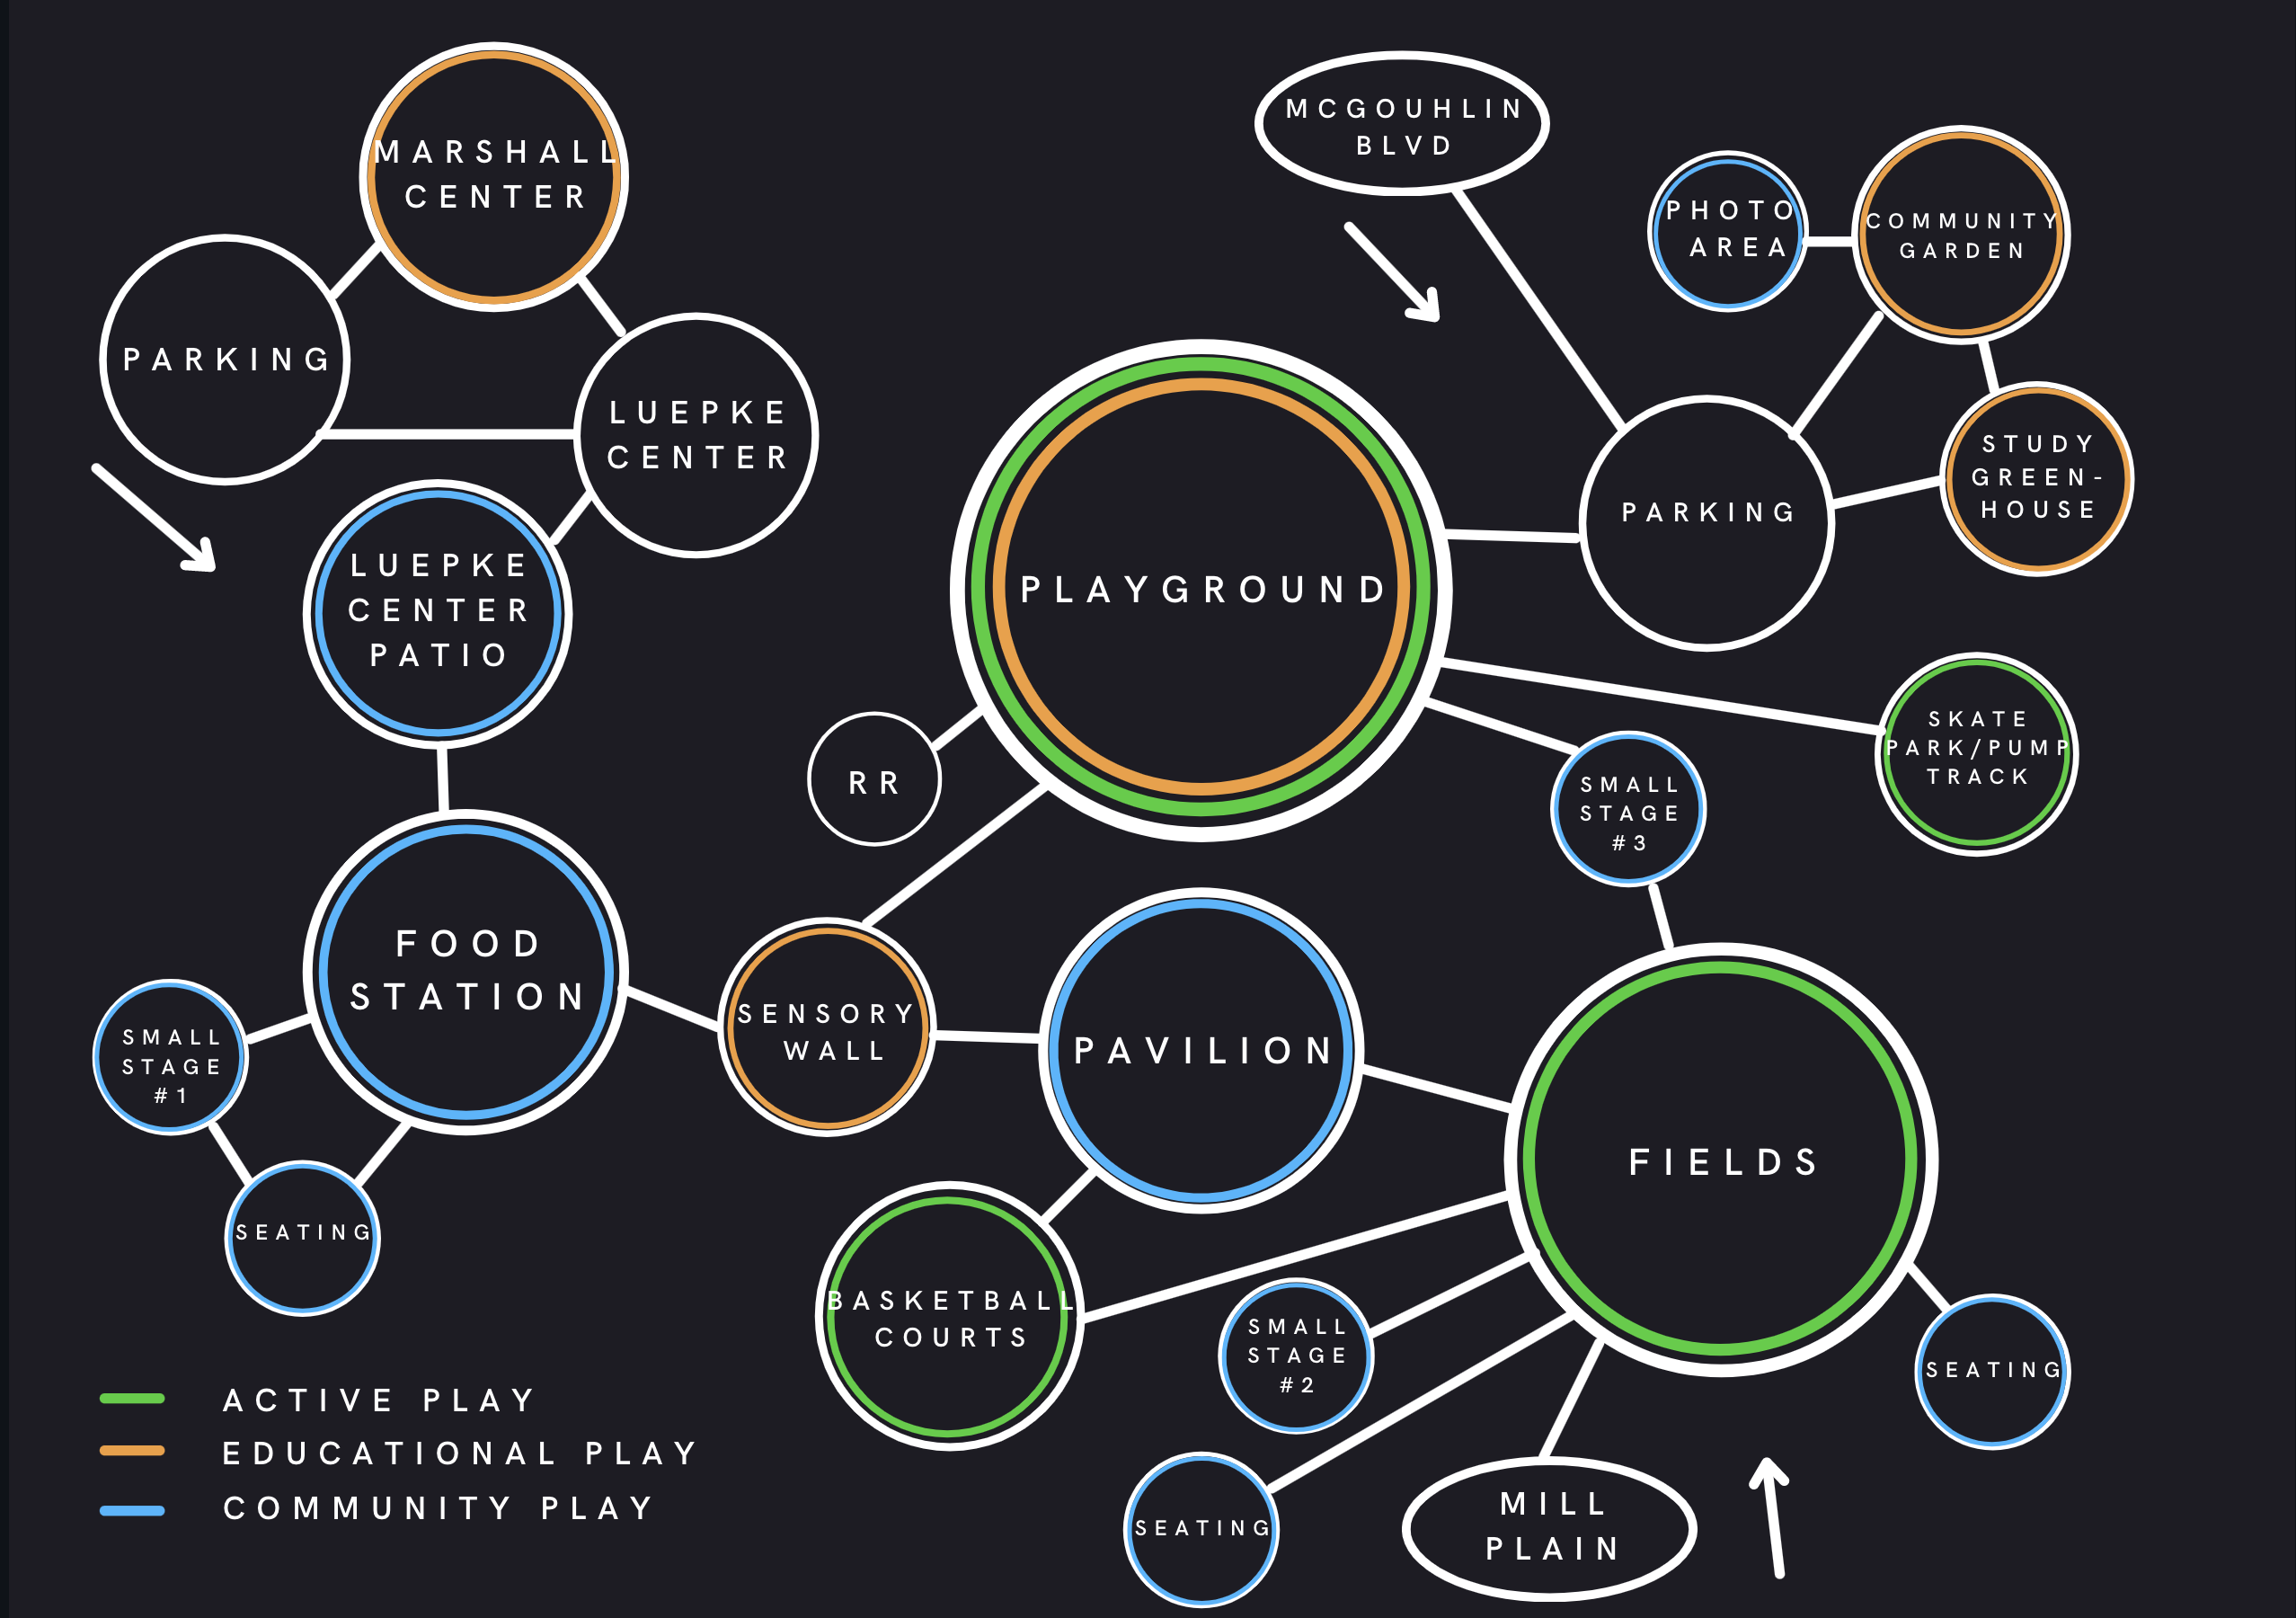 MARSHALL
CENTER
PARKING
LUEPKE
CENTER
LUEPKE
CENTER
PATIO
FOOD
STATION
SMALL
STAGE
#1
SEATING
MCGOUHLIN
BLVD
PHOTO
AREA
COMMUNITY
GARDEN
STUDY
GREEN-
HOUSE
PARKING
PLAYGROUND
RR
SKATE
PARK/PUMP
TRACK
SMALL
STAGE
#3
SENSORY
WALL
PAVILION
FIELDS
BASKETBALL
COURTS
SMALL
STAGE
#2
SEATING
SEATING
MILL
PLAIN
ACTIVE PLAY
EDUCATIONAL PLAY
COMMUNITY PLAY